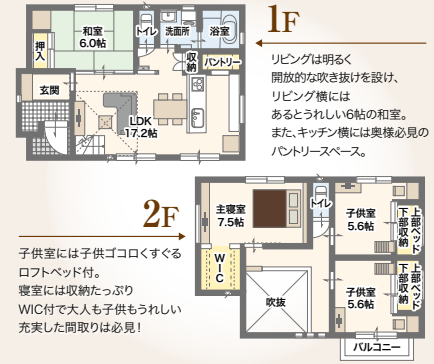 1F
リビングは明るく
開放的な吹き抜けを設け、
リビング横には
あるとうれしい6帖の和室。
また、キッチン横には奥様必見の
パントリースペース。
和室
6.0帖
トイレ
洗面所
浴室
押入
収納
パントリー
玄関
LDK
17.2帖
2F
子供室には子供ゴコロくすぐる
ロフトベッド付。
寝室には収納たっぷり
WIC付で大人も子供もうれしい
充実した間取りは必見！
主寝室
7.5帖
トイレ
子供室
5.6帖
上部ベッド
下部収納
WIC
吹抜
子供室
5.6帖
上部ベッド
下部収納
バルコニー